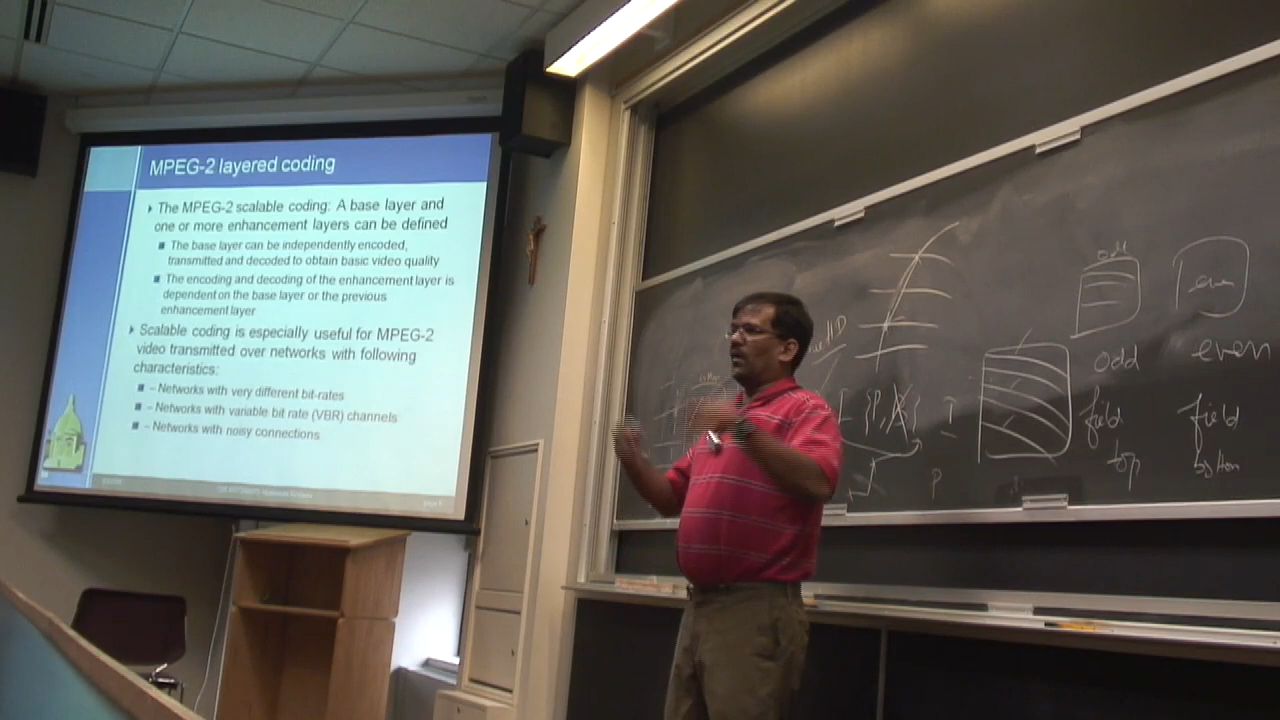 MPEG-2 layered coding
The MPEG-2 scalable coding: A base layer and
one or more enhancement layers can be defined
The base layer can be independently encoded,
transmitted and decoded to obtain basic video quality
The encoding and decoding of the enhancement layer is
dependent on the base layer or the previous
enhancement layer
Scalable coding is especially useful for MPEG-2
video transmitted over networks with following
characteristics:
– Networks with very different bit-rates
– Networks with variable bit rate (VBR) channels
– Networks with noisy connections
odd
even
odd even
field field
top bottom
I
P